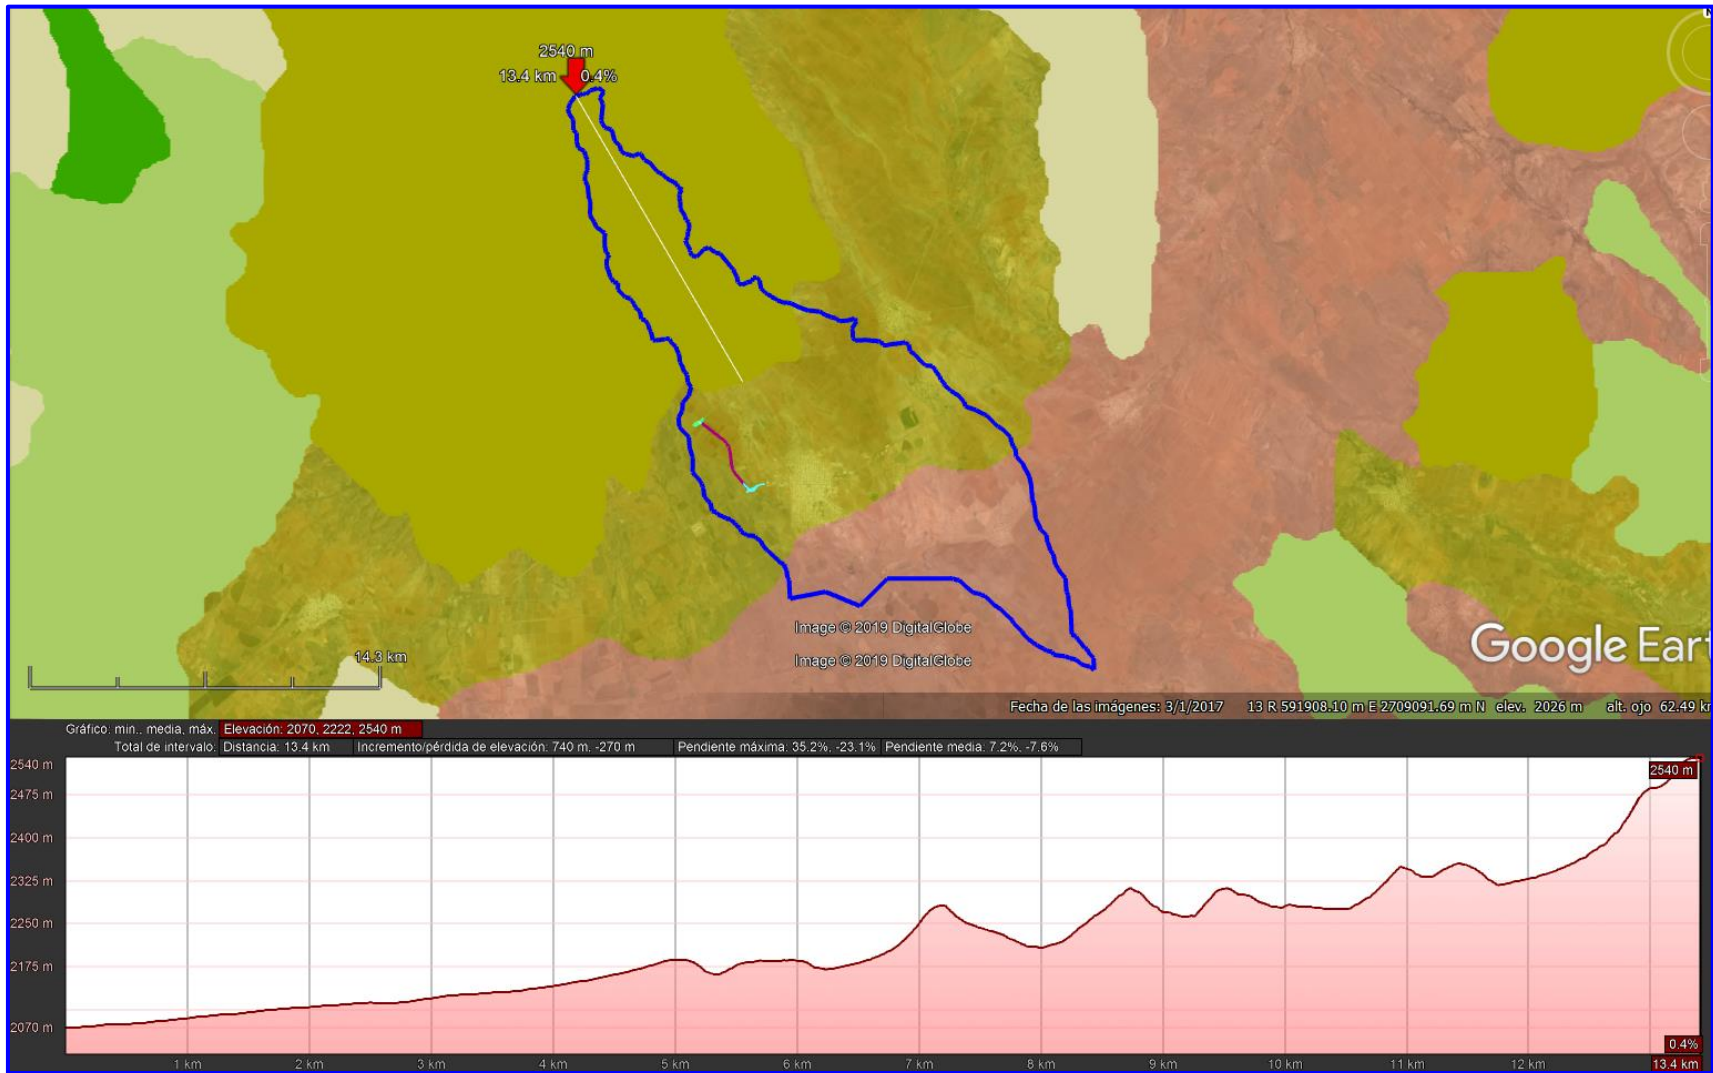 N
2540 m
13.4 km 0.4%
14.3 km
Image © 2019 DigitalGlobe
Image © 2019 DigitalGlobe
Google Eart
Fecha de las imágenes: 3/1/2017 13 R 591908.10 m E 2709091.69 m N elev. 2026 m alt. ojo 62.49 km
Gráfico: min., media, máx. Elevación: 2070, 2222, 2540 m
Total de intervalo: Distancia: 13.4 km Incremento/pérdida de elevación: 740 m, -270 m Pendiente máxima: 35.2%, -23.1% Pendiente media: 7.2%, -7.6%
2540 m
2540 m
2475 m
2400 m
2325 m
2250 m
2175 m
2070 m
0.4%
1 km 2 km 3 km 4 km 5 km 6 km 7 km 8 km 9 km 10 km 11 km 12 km 13.4 km